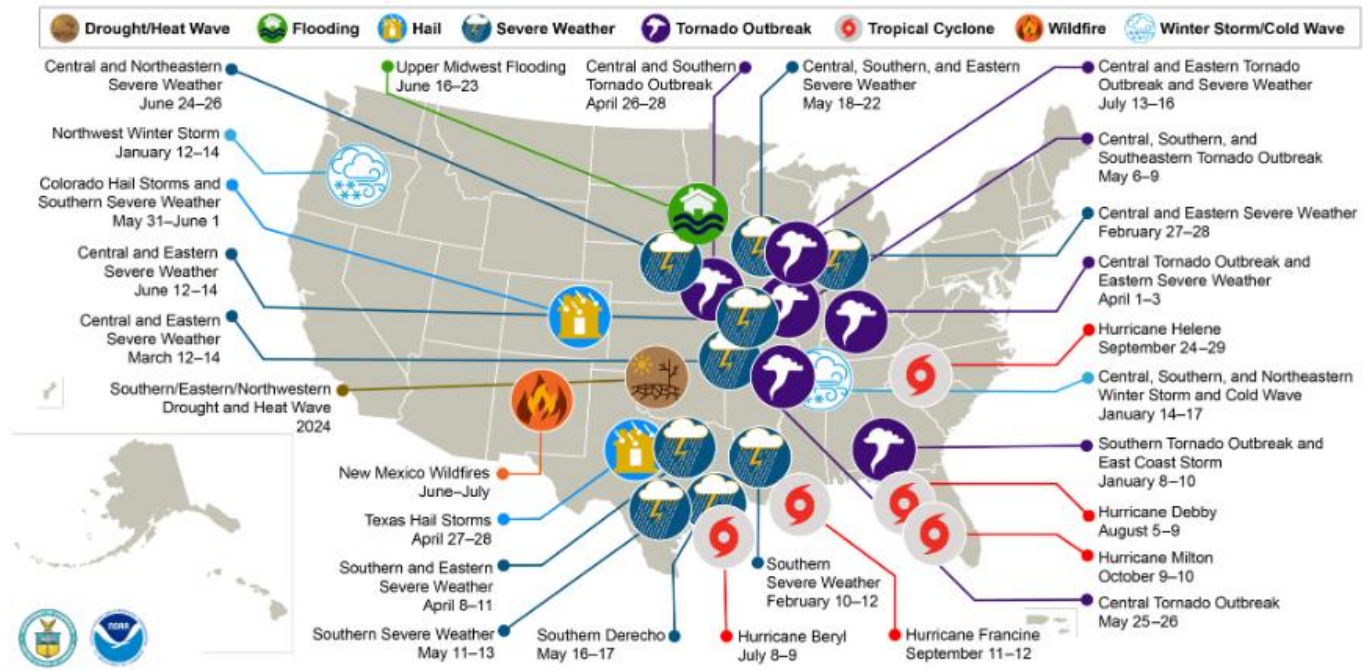 Drought/Heat Wave Flooding Hail Severe Weather Tornado Outbreak Tropical Cyclone Wildfire Winter Storm/Cold Wave
Central and Northeastern
Severe Weather
June 24–26
Upper Midwest Flooding
June 16–23
Central and Southern
Tornado Outbreak
April 26–28
Central, Southern, and Eastern
Severe Weather
May 18–22
Central and Eastern Tornado
Outbreak and Severe Weather
July 13–16
Northwest Winter Storm
January 12–14
Central, Southern, and
Southeastern Tornado Outbreak
May 6–9
Colorado Hail Storms and
Southern Severe Weather
May 31–June 1
Central and Eastern Severe Weather
February 27–28
Central and Eastern
Severe Weather
June 12–14
Central Tornado Outbreak and
Eastern Severe Weather
April 1–3
Central and Eastern
Severe Weather
March 12–14
Hurricane Helene
September 24–29
Southern/Eastern/Northwestern
Drought and Heat Wave
2024
Central, Southern, and Northeastern
Winter Storm and Cold Wave
January 14–17
New Mexico Wildfires
June–July
Southern Tornado Outbreak and
East Coast Storm
January 8–10
Texas Hail Storms
April 27–28
Hurricane Debby
August 5–9
Southern and Eastern
Severe Weather
April 8–11
Southern
Severe Weather
February 10–12
Hurricane Milton
October 9–10
Central Tornado Outbreak
May 25–26
Southern Severe Weather
May 11–13
Southern Derecho
May 16–17
Hurricane Beryl
July 8–9
Hurricane Francine
September 11–12
NOAA